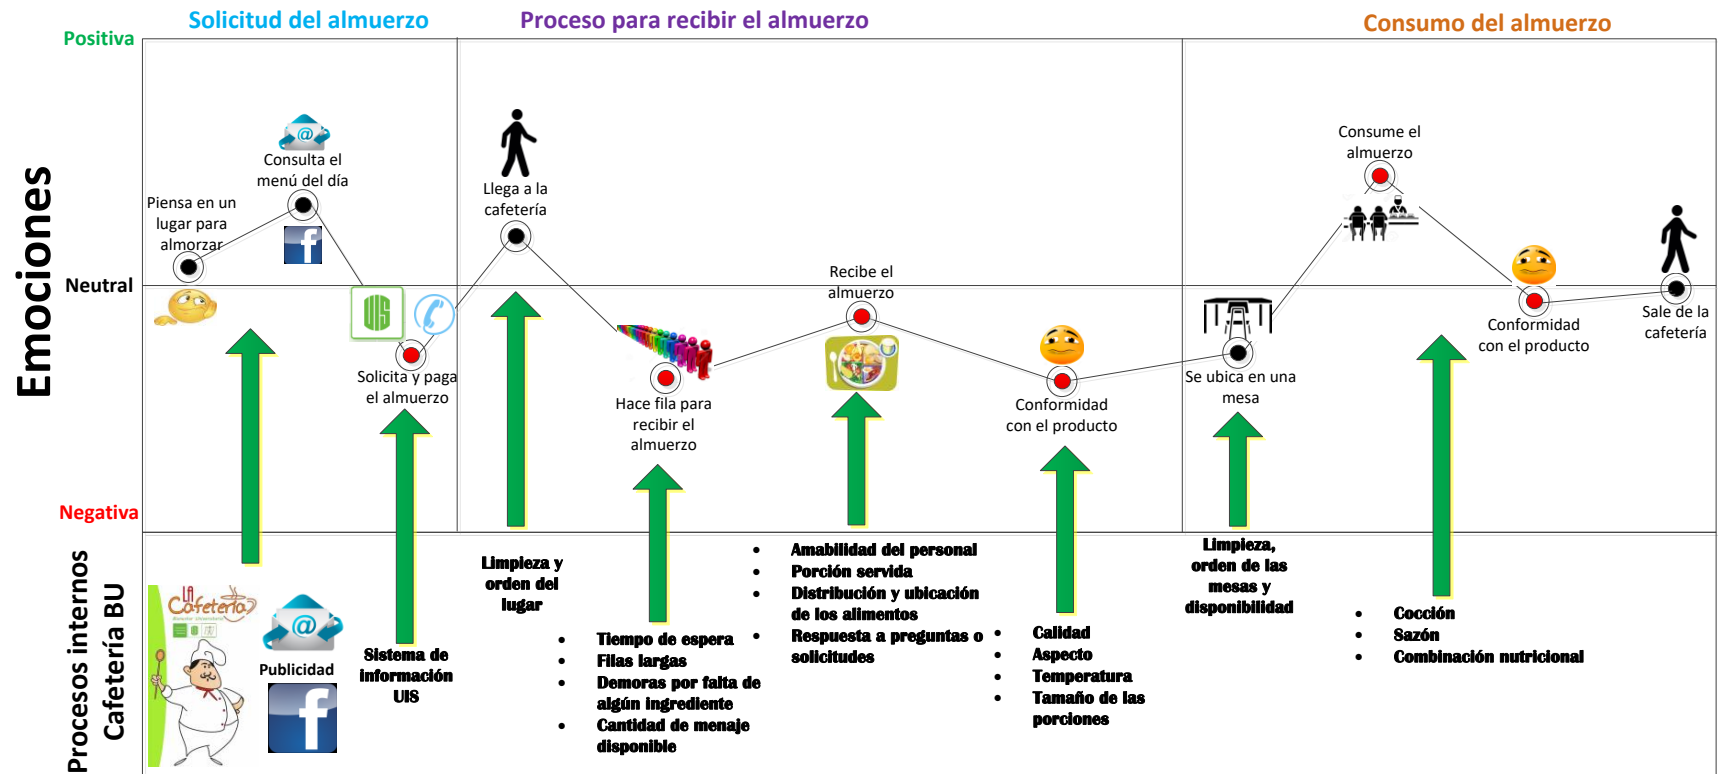 Solicitud del almuerzo
Proceso para recibir el almuerzo
Consumo del almuerzo
Emociones
Positiva
Neutral
Negativa
Piensa en un
lugar para
almorzar
@
Consulta el
menú del día
f
UIS
Solicita y paga
el almuerzo
Llega a la
cafetería
Hace fila para
recibir el
almuerzo
Recibe el
almuerzo
Conformidad
con el producto
Se ubica en una
mesa
Consume el
almuerzo
Conformidad
con el producto
Sale de la
cafetería
Procesos internos
Cafetería BU
LA
Cafetería
@
Publicidad
f
Sistema de
información
UIS
Limpieza y
orden del
lugar
• Tiempo de espera
• Filas largas
• Demoras por falta de
algún ingrediente
• Cantidad de menaje
disponible
• Amabilidad del personal
• Porción servida
• Distribución y ubicación
de los alimentos
• Respuesta a preguntas o
solicitudes
• Calidad
• Aspecto
• Temperatura
• Tamaño de las
porciones
Limpieza,
orden de las
mesas y
disponibilidad
• Cocción
• Sazón
• Combinación nutricional